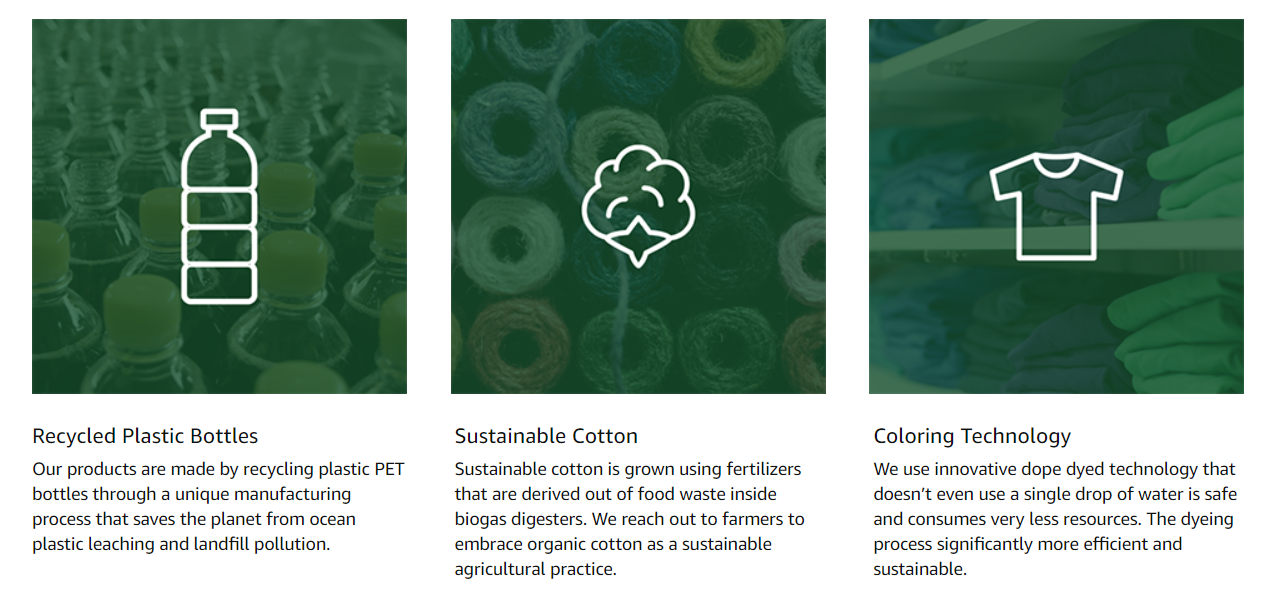 Recycled Plastic Bottles
Our products are made by recycling plastic PET
bottles through a unique manufacturing
process that saves the planet from ocean
plastic leaching and landfill pollution.
Sustainable Cotton
Sustainable cotton is grown using fertilizers
that are derived out of food waste inside
biogas digesters. We reach out to farmers to
embrace organic cotton as a sustainable
agricultural practice.
Coloring Technology
We use innovative dope dyed technology that
doesn’t even use a single drop of water is safe
and consumes very less resources. The dyeing
process significantly more efficient and
sustainable.